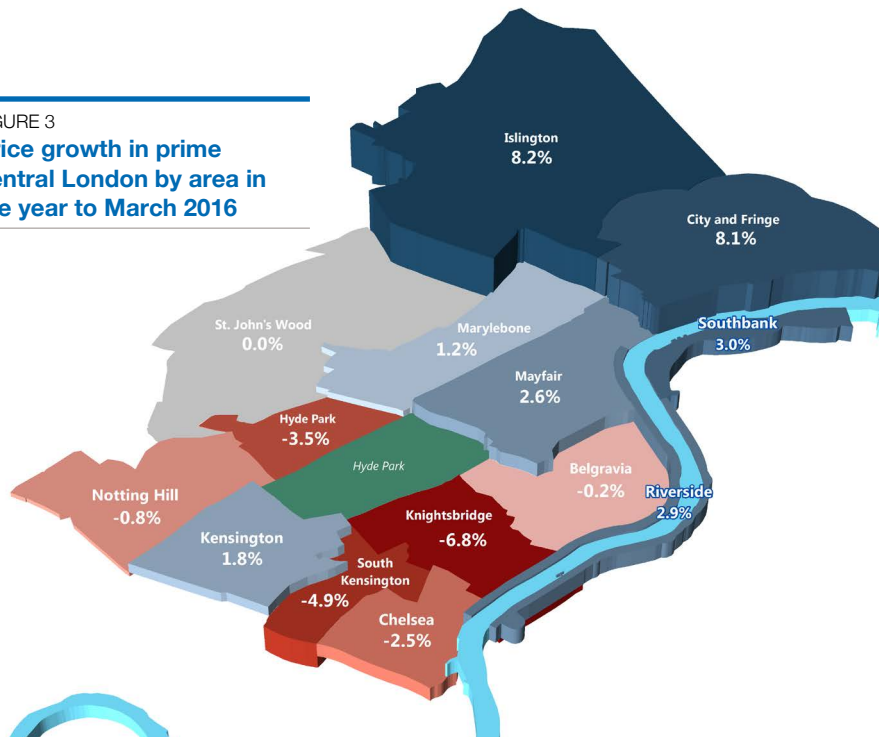 GURE 3
rice growth in prime
entral London by area in
e year to March 2016
Islington
8.2%
City and Fringe
8.1%
Southbank
3.0%
St. John's Wood
0.0%
Marylebone
1.2%
Mayfair
2.6%
Hyde Park
-3.5%
Hyde Park
Belgravia
-0.2%
Notting Hill
-0.8%
Riverside
2.9%
Knightsbridge
-6.8%
Kensington
1.8%
South
Kensington
-4.9%
Chelsea
-2.5%